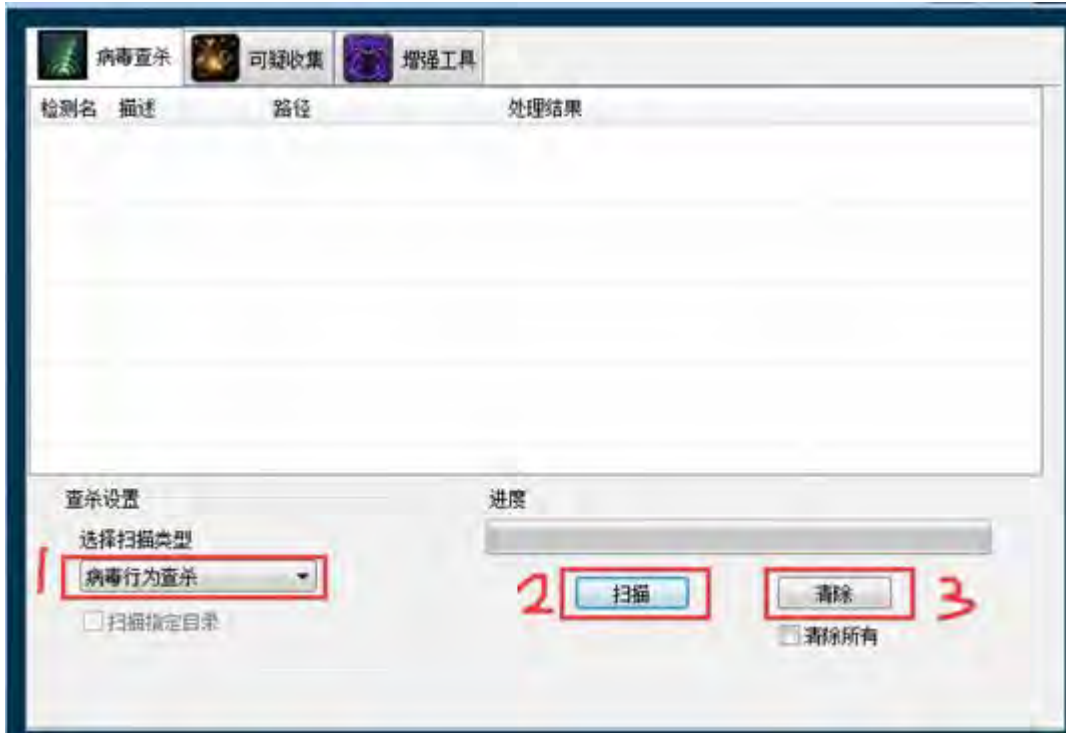 病毒查杀 可疑收集 增强工具
检测名 描述 路径 处理结果
查杀设置 进度
选择扫描类型
1 病毒行为查杀 2 扫描 清除 3
扫描指定目录 清除所有